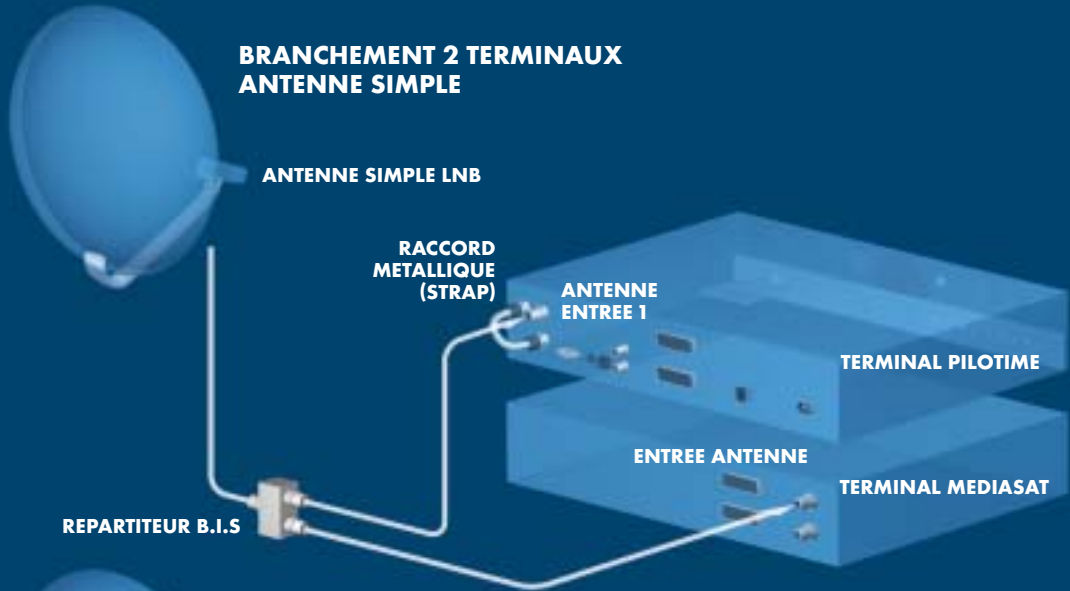 BRANCHEMENT 2 TERMINAUX
ANTENNE SIMPLE
ANTENNE SIMPLE LNB
RACCORD
METALLIQUE
(STRAP)
ANTENNE
ENTREE 1
TERMINAL PILOTIME
ENTREE ANTENNE
TERMINAL MEDIASAT
REPARTITEUR B.I.S